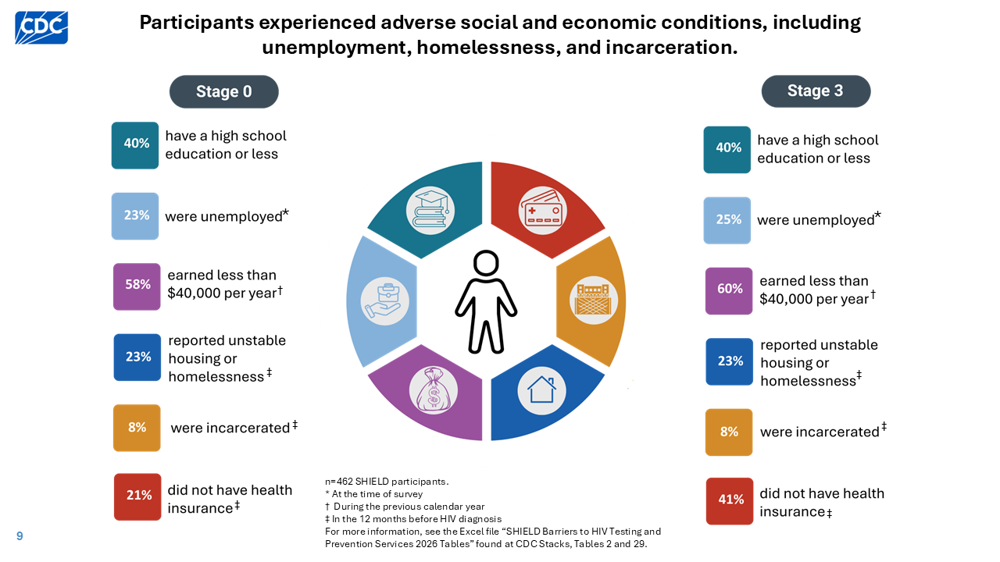 CDC
Participants experienced adverse social and economic conditions, including
unemployment, homelessness, and incarceration.
Stage 0
40%
have a high school
education or less
23%
were unemployed*
58%
earned less than
$40,000 per year†
23%
reported unstable
housing or
homelessness‡
8%
were incarcerated‡
21%
did not have health
insurance‡
Stage 3
40%
have a high school
education or less
25%
were unemployed*
60%
earned less than
$40,000 per year†
23%
reported unstable
housing or
homelessness‡
8%
were incarcerated‡
41%
did not have health
insurance‡
$
n=462 SHIELD participants.
* At the time of survey
† During the previous calendar year
‡ In the 12 months before HIV diagnosis
For more information, see the Excel file “SHIELD Barriers to HIV Testing and
Prevention Services 2026 Tables” found at CDC Stacks, Tables 2 and 29.
9